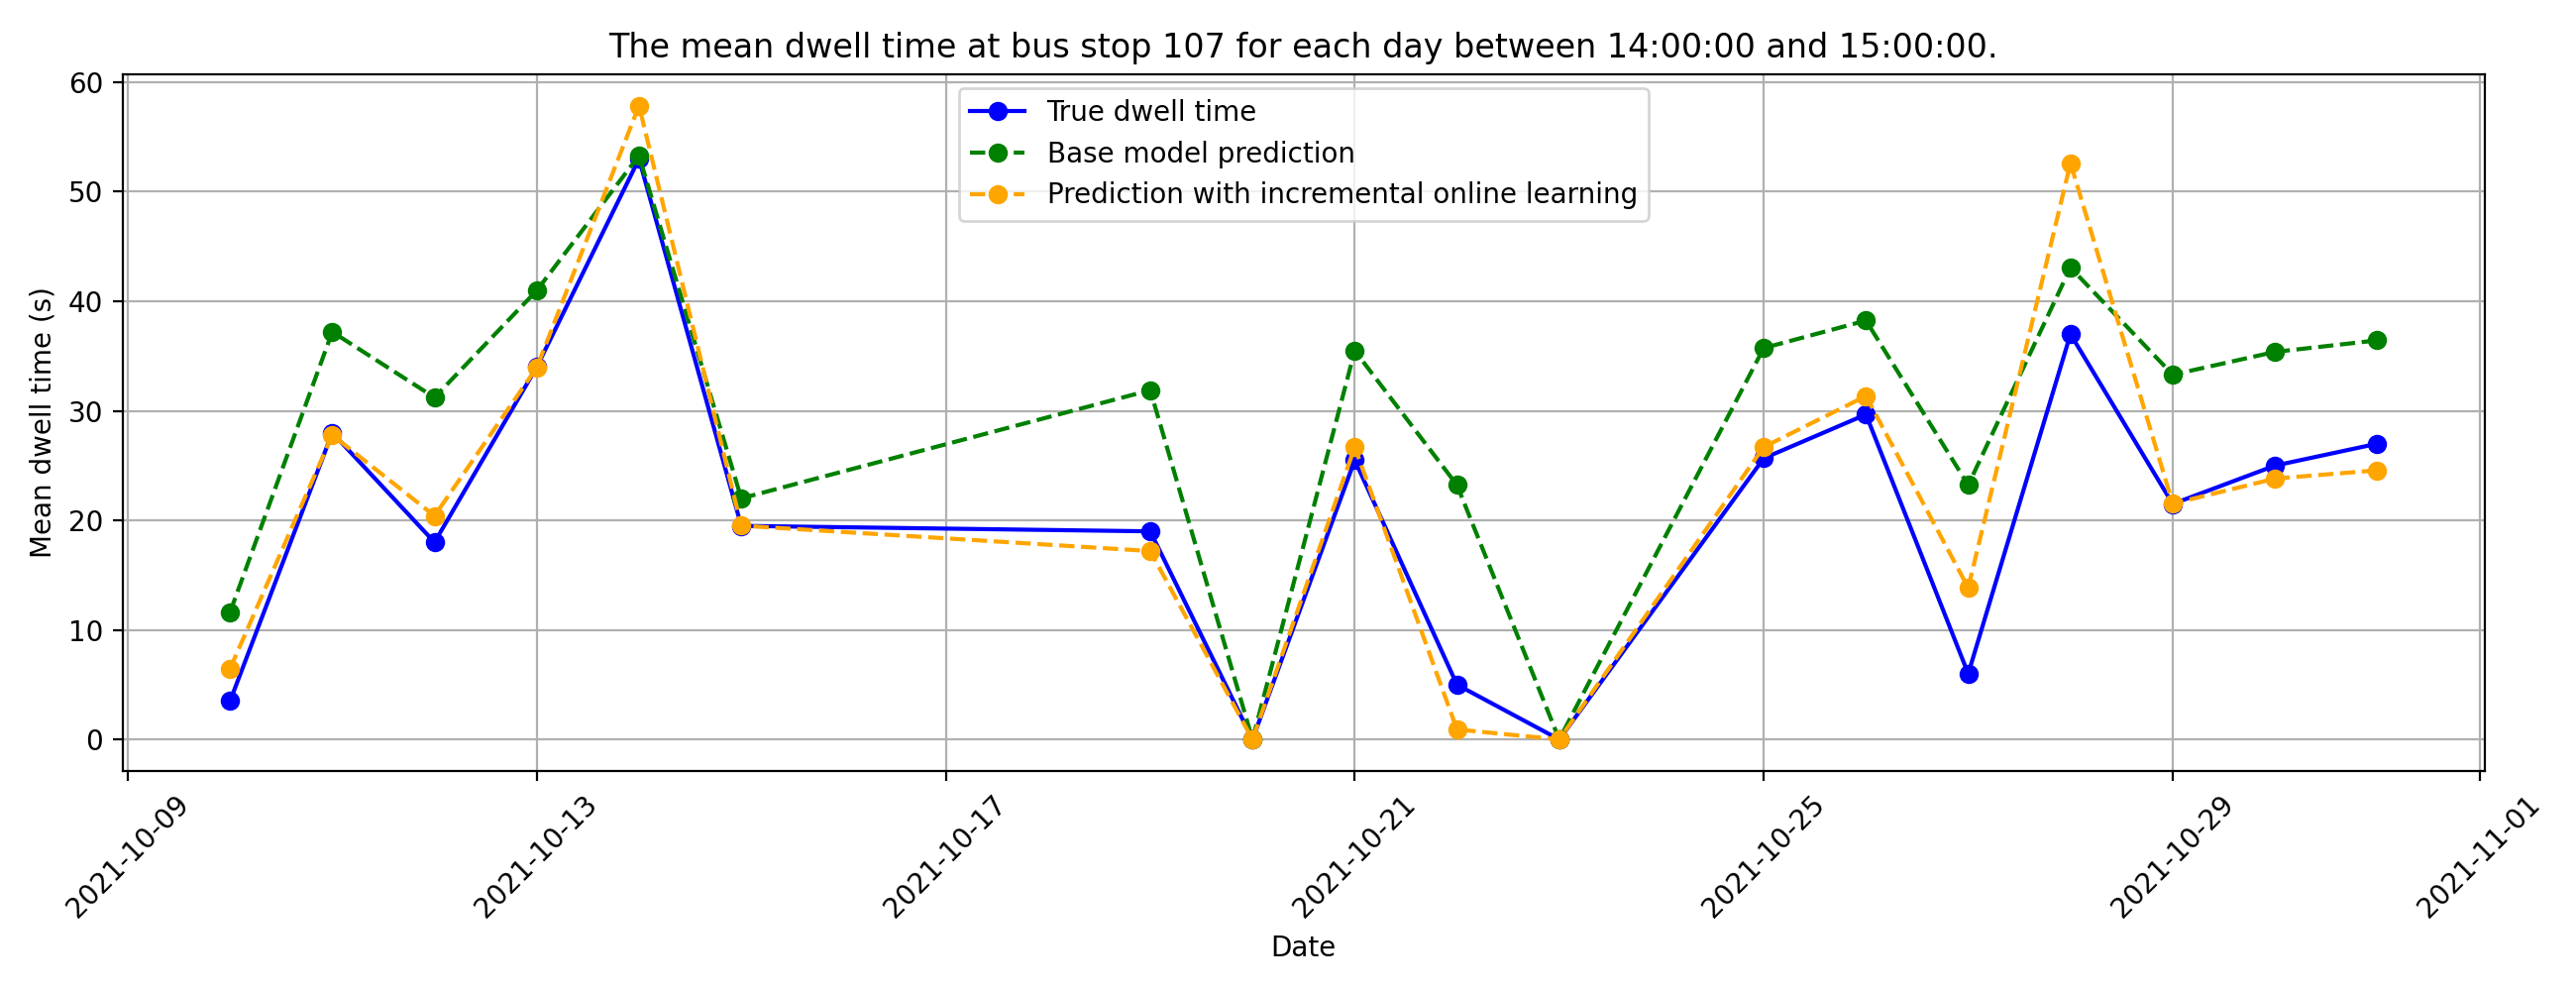 The mean dwell time at bus stop 107 for each day between 14:00:00 and 15:00:00.
True dwell time
Base model prediction
Prediction with incremental online learning
Mean dwell time (s)
60
50
40
30
20
10
0
2021-10-09
2021-10-13
2021-10-17
2021-10-21
2021-10-25
2021-10-29
2021-11-01
Date